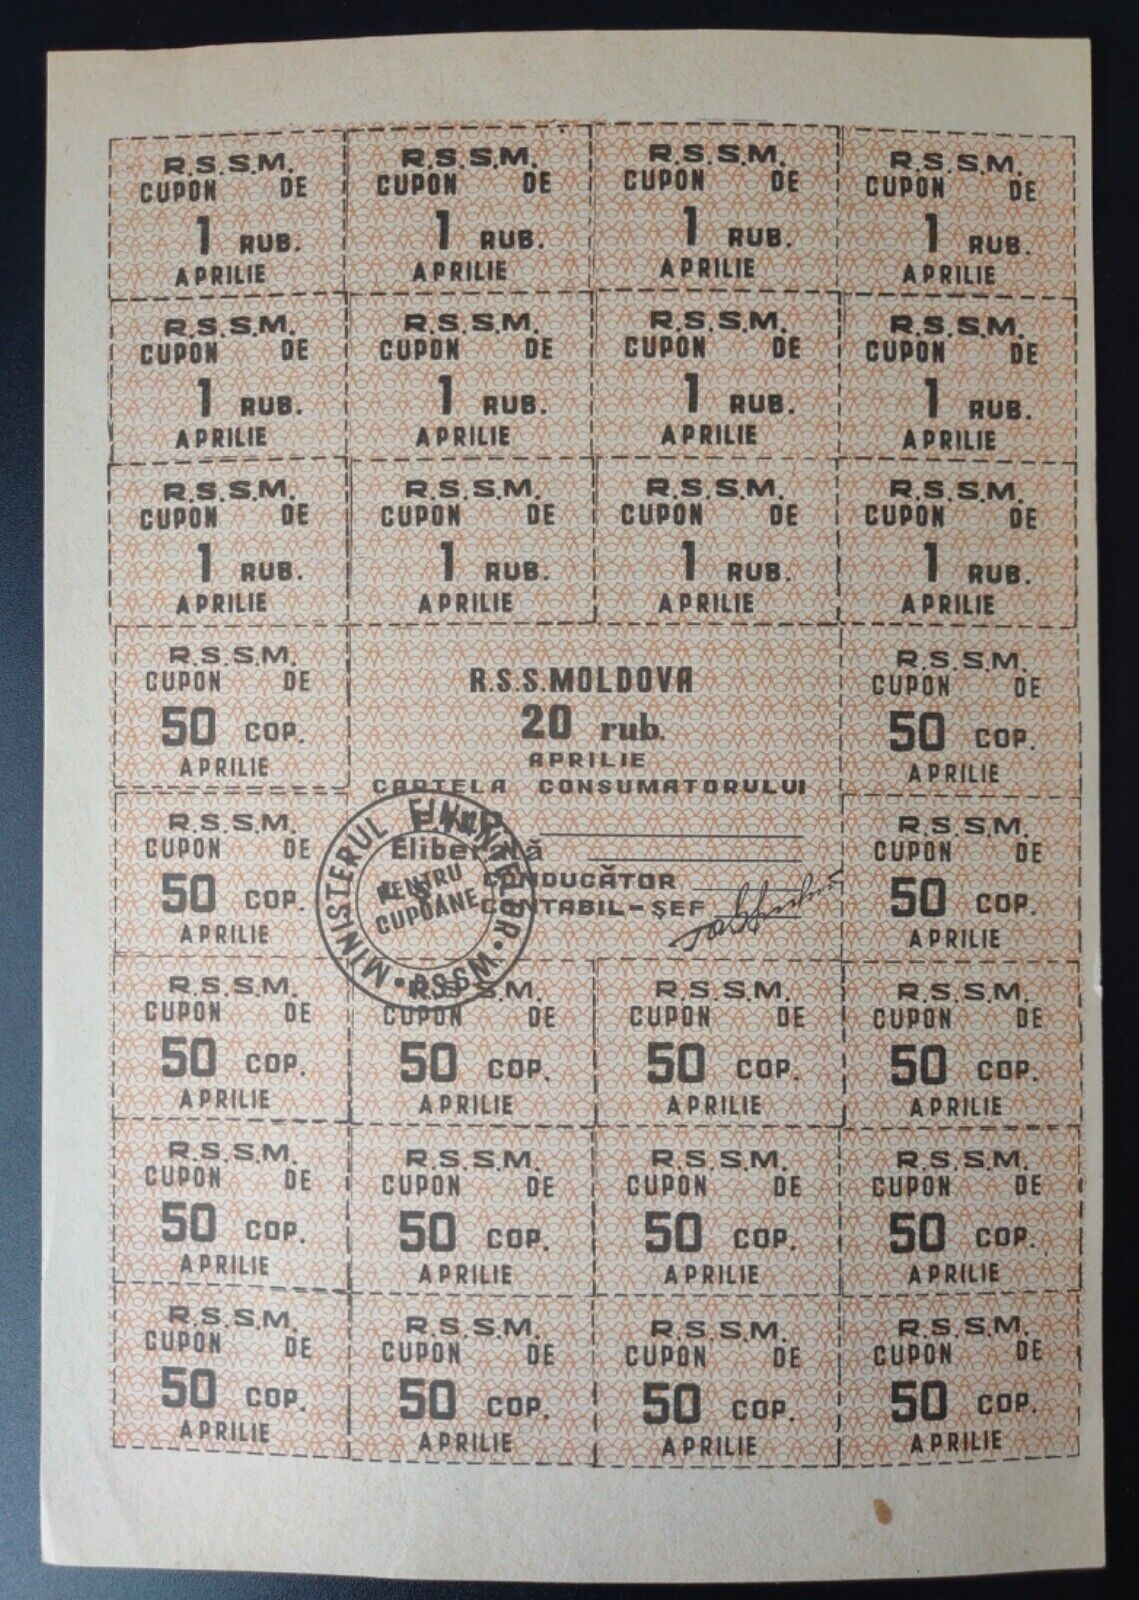 R.S.S.M. R.S.S.M. R.S.S.M. R.S.S.M.
CUPON DE CUPON DE CUPON DE CUPON DE
1 RUB. 1 RUB. 1 RUB. 1 RUB.
APRILIE APRILIE APRILIE APRILIE
R.S.S.M. R.S.S.M. R.S.S.M. R.S.S.M.
CUPON DE CUPON DE CUPON DE CUPON DE
1 RUB. 1 RUB. 1 RUB. 1 RUB.
APRILIE APRILIE APRILIE APRILIE
R.S.S.M. R.S.S.M. R.S.S.M. R.S.S.M.
CUPON DE CUPON DE CUPON DE CUPON DE
1 RUB. 1 RUB. 1 RUB. 1 RUB.
APRILIE APRILIE APRILIE APRILIE
R.S.S.M.
CUPON DE
50 COP.
APRILIE
R.S.S.M.
CUPON DE
50 COP.
APRILIE
R.S.S.MOLDOVA
20 rub.
APRILIE
CARTELA CONSUMATORULUI
Eliberată
CONDUCĂTOR
CONTABIL-ŞEF
MINISTERUL FINANŢELOR • RSSM •
PENTRU
CUPOANE
R.S.S.M.
CUPON DE
50 COP.
APRILIE
R.S.S.M.
CUPON DE
50 COP.
APRILIE
R.S.S.M. R.S.S.M. R.S.S.M. R.S.S.M.
CUPON DE CUPON DE CUPON DE CUPON DE
50 COP. 50 COP. 50 COP. 50 COP.
APRILIE APRILIE APRILIE APRILIE
R.S.S.M. R.S.S.M. R.S.S.M. R.S.S.M.
CUPON DE CUPON DE CUPON DE CUPON DE
50 COP. 50 COP. 50 COP. 50 COP.
APRILIE APRILIE APRILIE APRILIE
R.S.S.M. R.S.S.M. R.S.S.M. R.S.S.M.
CUPON DE CUPON DE CUPON DE CUPON DE
50 COP. 50 COP. 50 COP. 50 COP.
APRILIE APRILIE APRILIE APRILIE